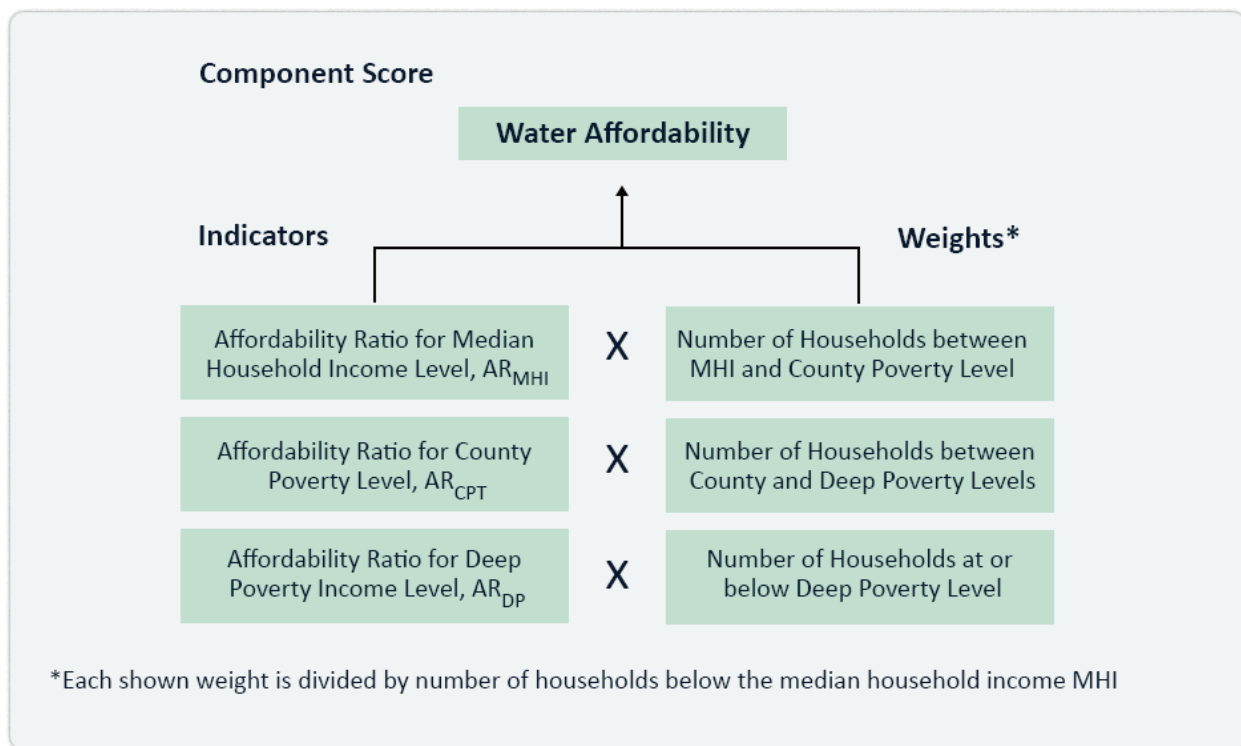 Component Score
Water Affordability
Indicators
Weights*
Affordability Ratio for Median
Household Income Level, AR_MHI
X
Number of Households between
MHI and County Poverty Level
Affordability Ratio for County
Poverty Level, AR_CPT
X
Number of Households between
County and Deep Poverty Levels
Affordability Ratio for Deep
Poverty Income Level, AR_DP
X
Number of Households at or
below Deep Poverty Level
*Each shown weight is divided by number of households below the median household income MHI